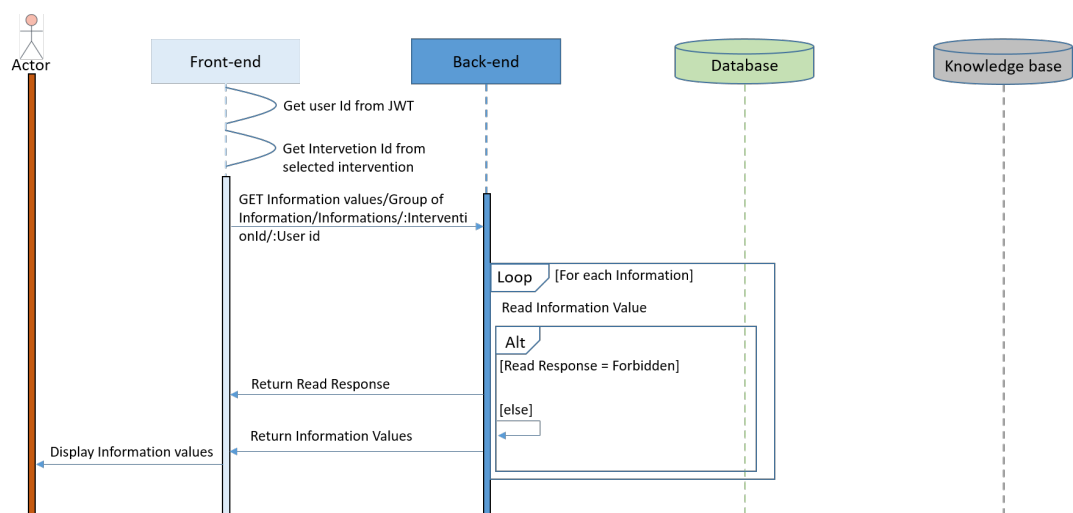 Actor
Front-end
Back-end
Database
Knowledge base
Get user Id from JWT
Get Intervetion Id from
selected intervention
GET Information values/Group of
Information/Informations/:Interventi
onId/:User id
Loop
[For each Information]
Read Information Value
Alt
[Read Response = Forbidden]
Return Read Response
[else]
Return Information Values
Display Information values